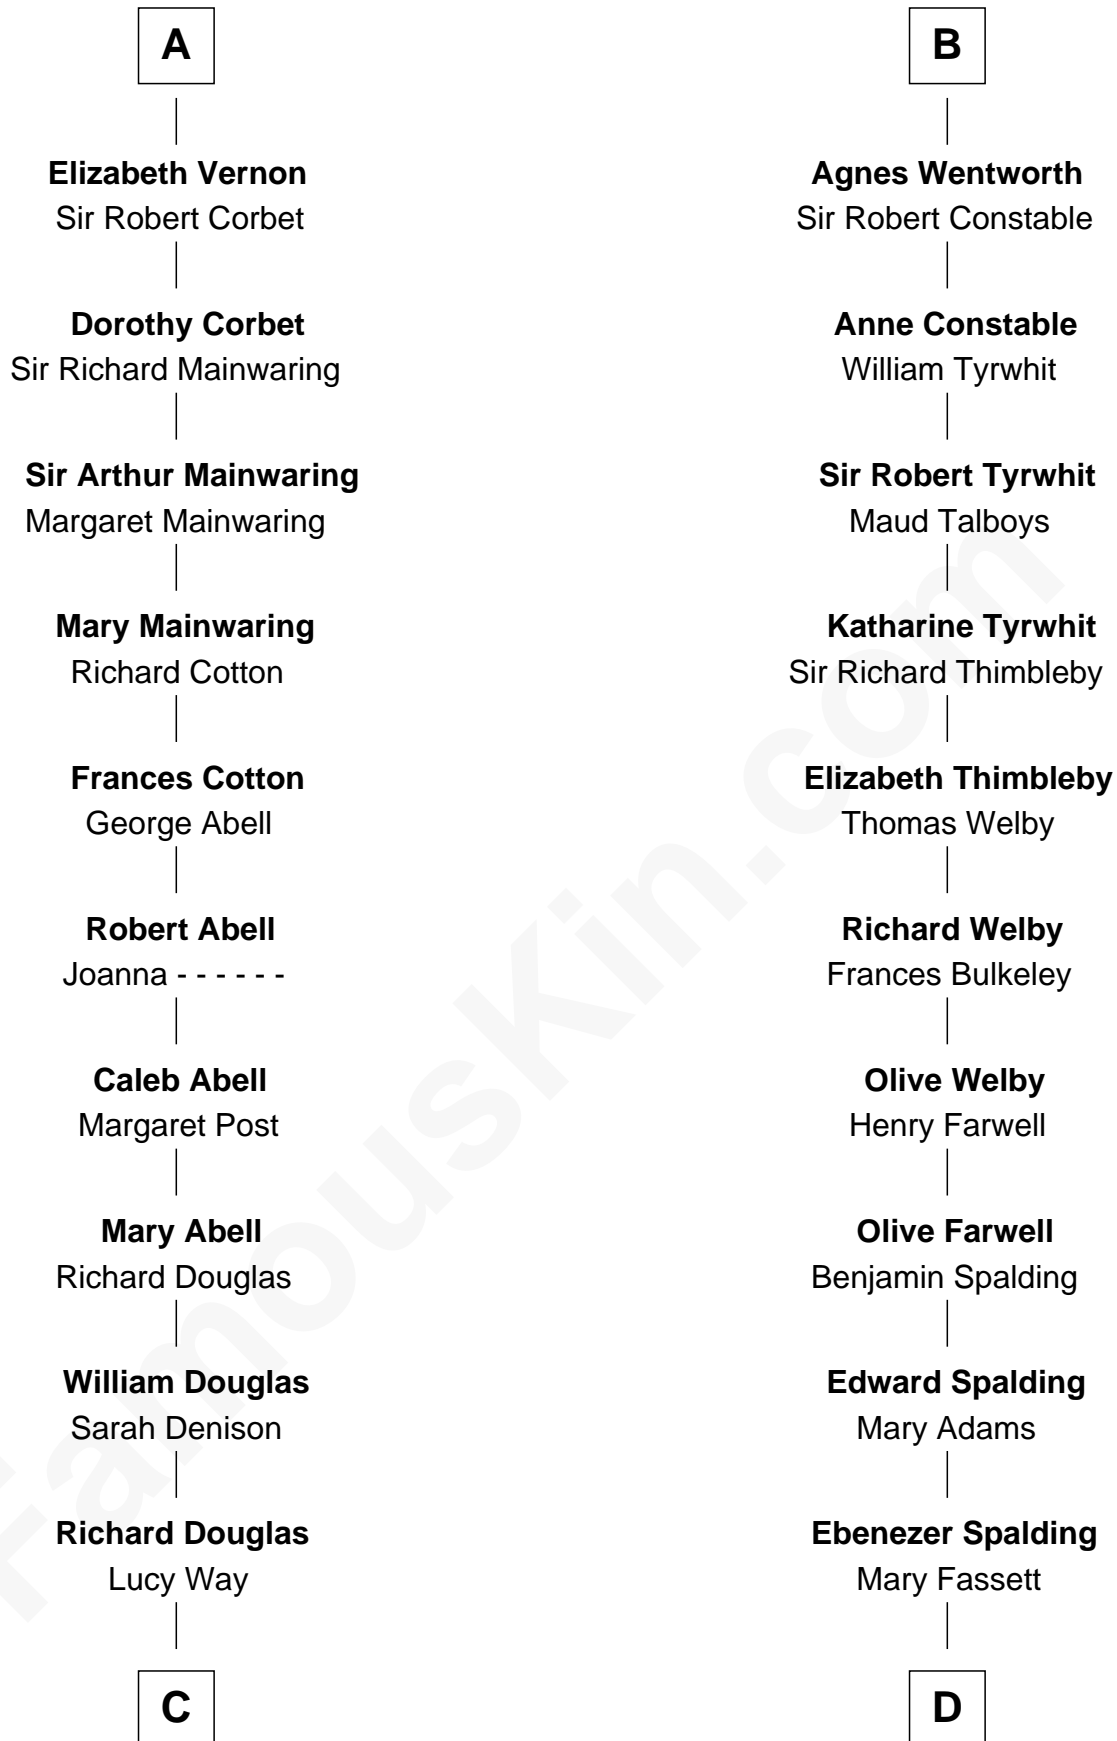 A
Elizabeth Vernon
Sir Robert Corbet
Dorothy Corbet
Sir Richard Mainwaring
Sir Arthur Mainwaring
Margaret Mainwaring
Mary Mainwaring
Richard Cotton
Frances Cotton
George Abell
Robert Abell
Joanna - - - - - -
Caleb Abell
Margaret Post
Mary Abell
Richard Douglas
William Douglas
Sarah Denison
Richard Douglas
Lucy Way
C
B
Agnes Wentworth
Sir Robert Constable
Anne Constable
William Tyrwhit
Sir Robert Tyrwhit
Maud Talboys
Katharine Tyrwhit
Sir Richard Thimbleby
Elizabeth Thimbleby
Thomas Welby
Richard Welby
Frances Bulkeley
Olive Welby
Henry Farwell
Olive Farwell
Benjamin Spalding
Edward Spalding
Mary Adams
Ebenezer Spalding
Mary Fassett
D
FamousKin.com